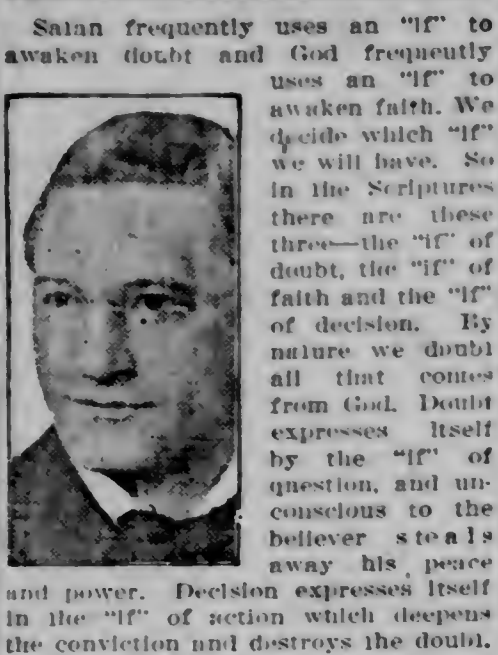 Satan frequently uses an "if" to
awaken doubt and God frequently
uses an "if" to
awaken faith. We
decide which "if"
we will have. So
in the Scriptures
there are these
three—the "if" of
doubt, the "if" of
faith and the "if"
of decision. By
nature we doubt
all that comes
from God. Doubt
expresses itself
by the "if" of
question, and un-
conscious to the
believer steals
away his peace
and power. Decision expresses itself
in the "if" of action which deepens
the conviction and destroys the doubt.